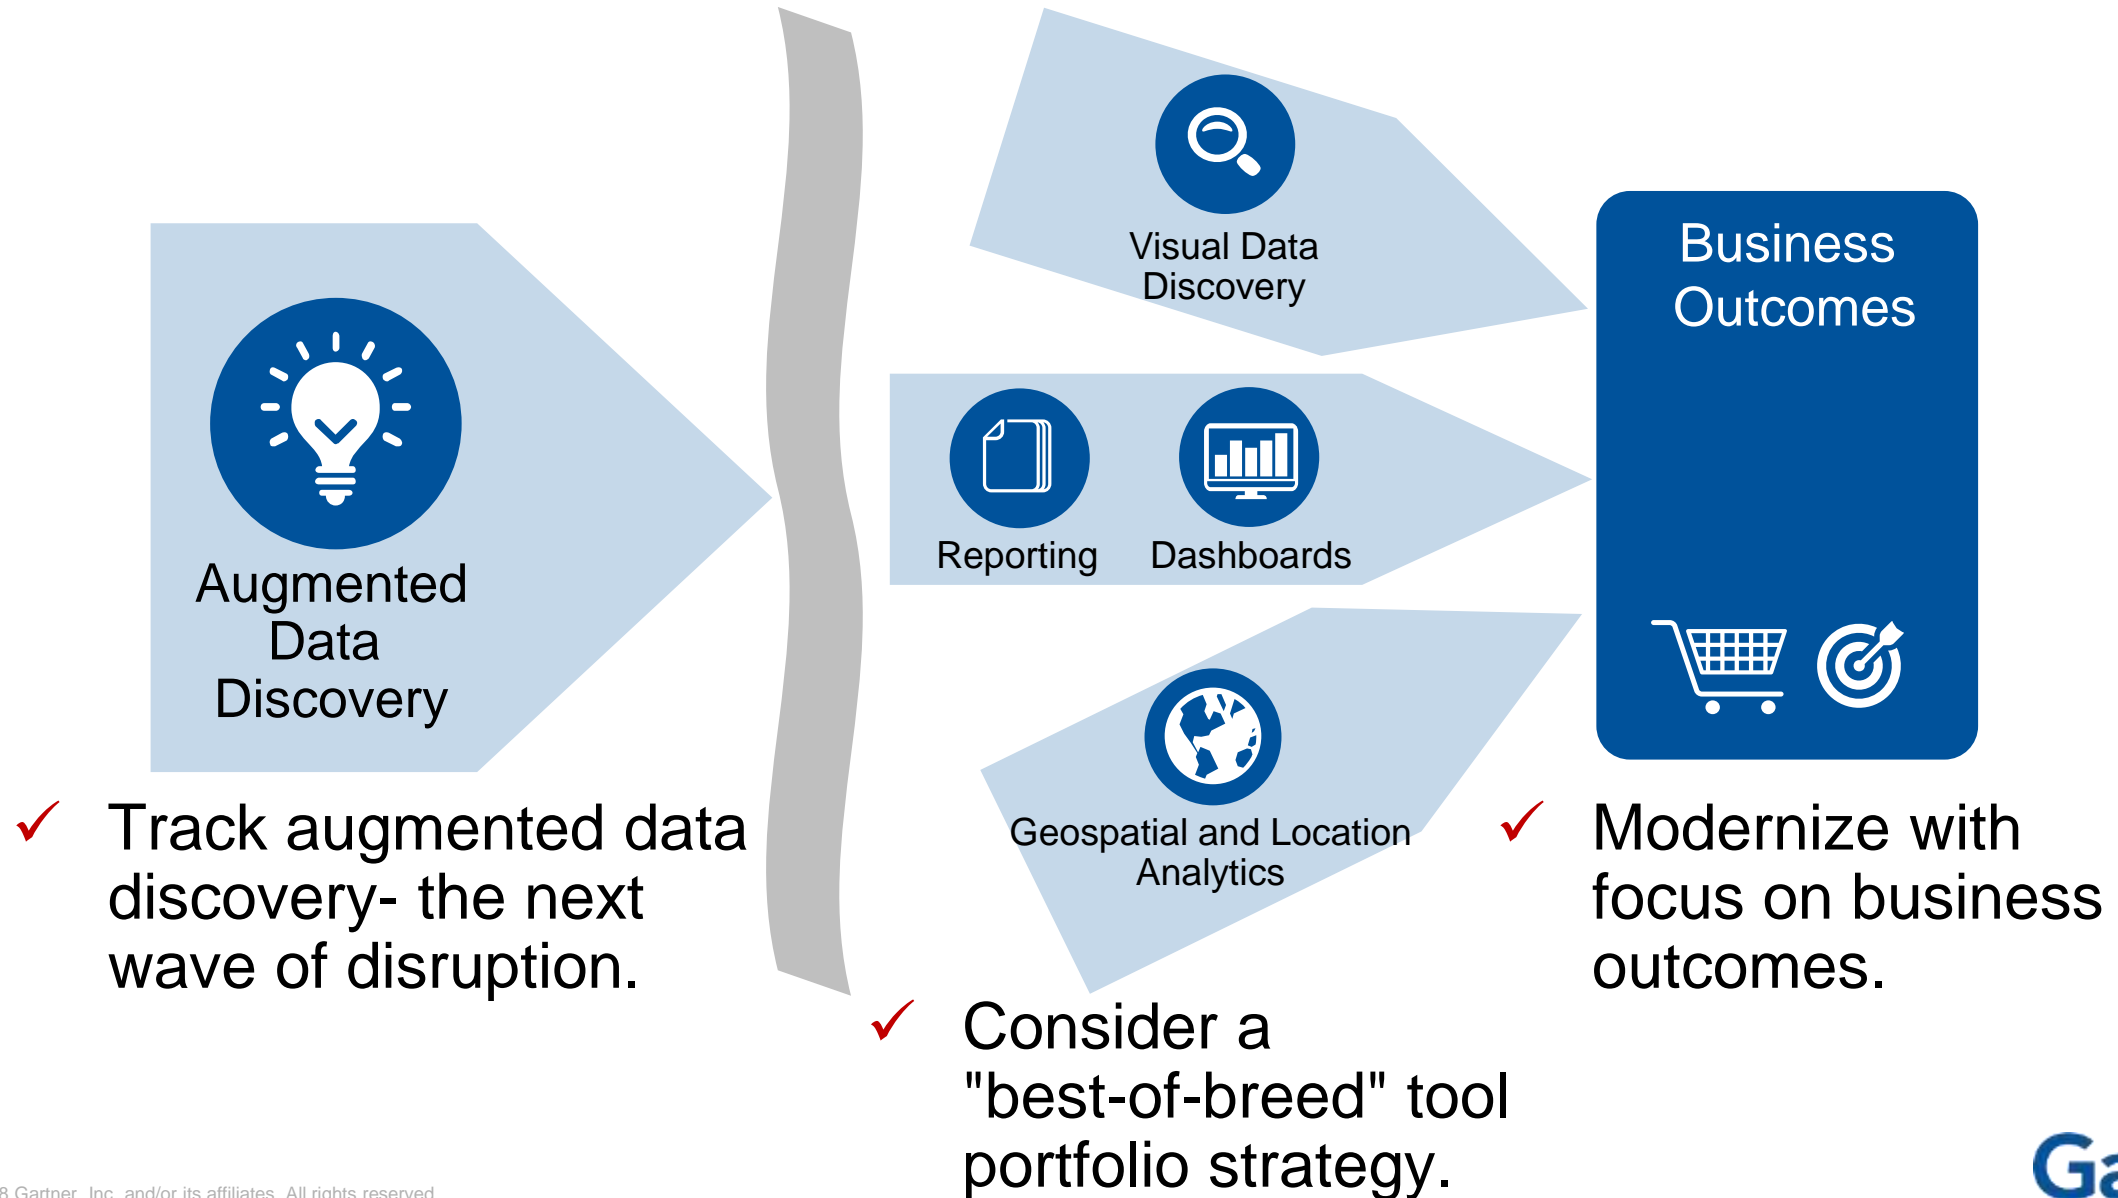 Visual Data
Discovery
Business
Outcomes
Augmented
Data
Discovery
Reporting
Dashboards
Geospatial and Location
Analytics
✓ Track augmented data
discovery- the next
wave of disruption.
✓ Consider a
"best-of-breed" tool
portfolio strategy.
✓ Modernize with
focus on business
outcomes.
8 Gartner, Inc. and/or its affiliates. All rights reserved.
Ga